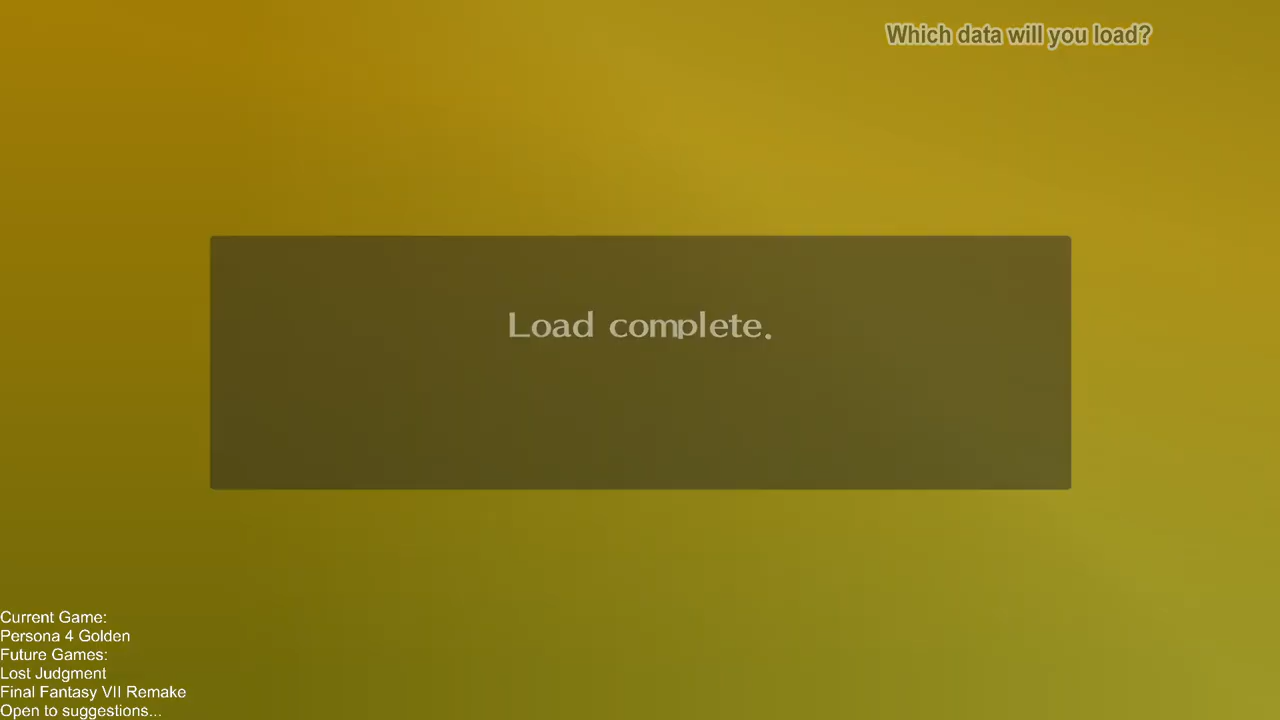 Which data will you load?
Load complete.
Current Game:
Persona 4 Golden
Future Games:
Lost Judgment
Final Fantasy VII Remake
Open to suggestions...